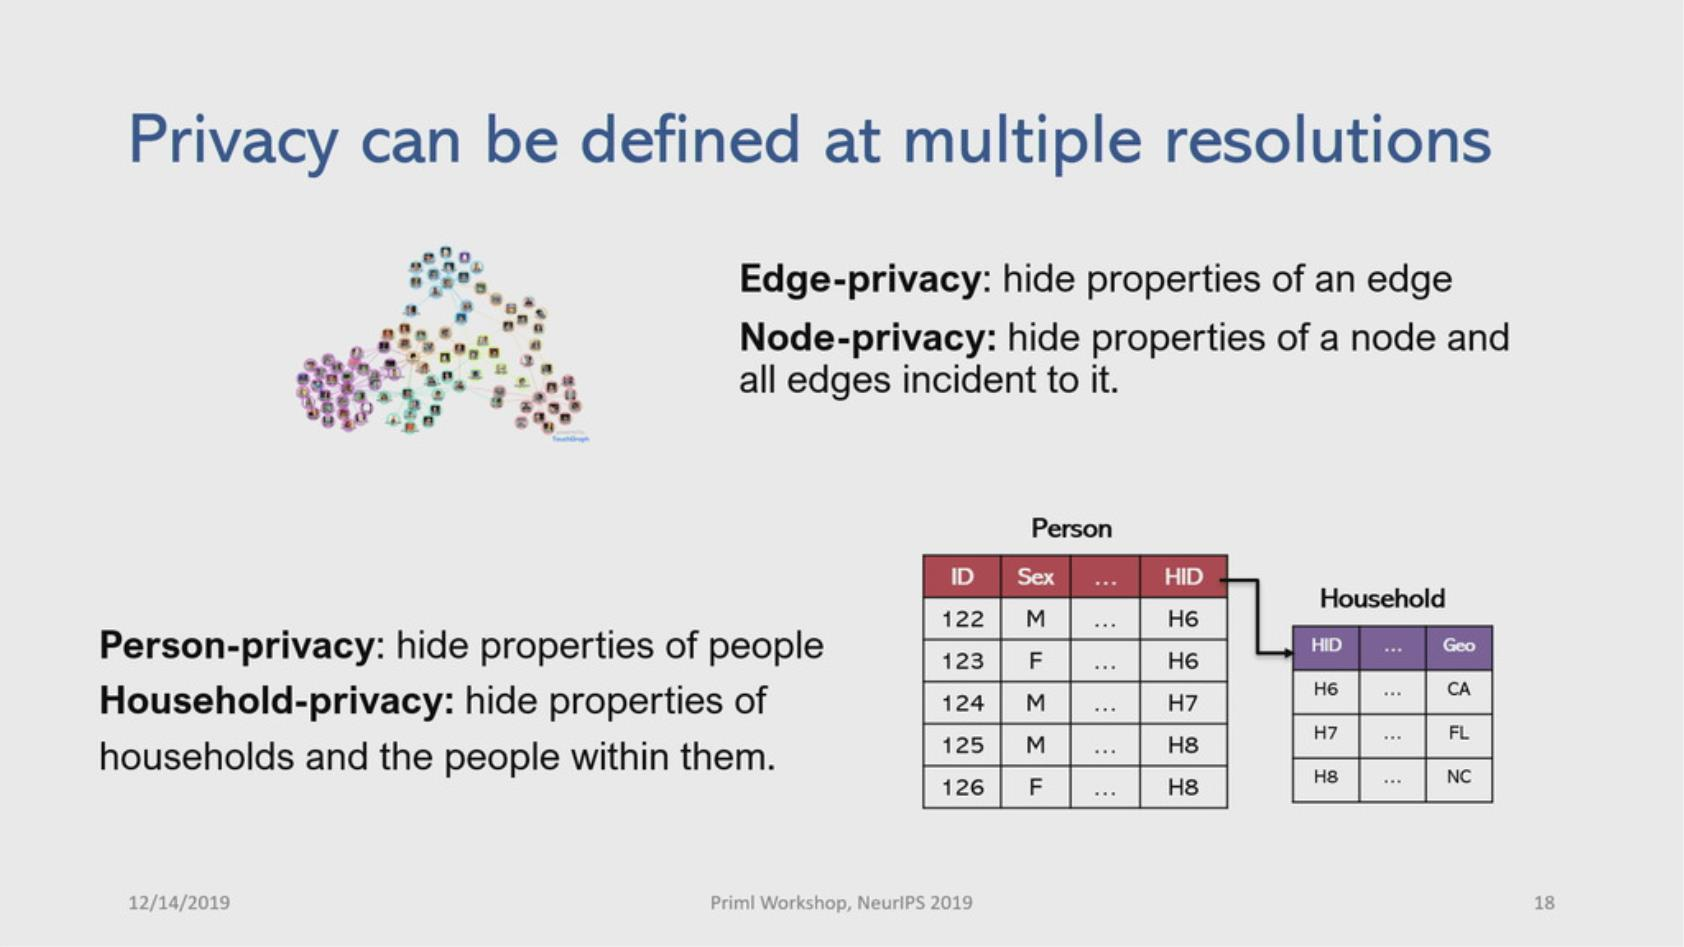 Privacy can be defined at multiple resolutions
Edge-privacy: hide properties of an edge
Node-privacy: hide properties of a node and
all edges incident to it.
TouchGraph
Person-privacy: hide properties of people
Household-privacy: hide properties of
households and the people within them.
Person
ID Sex ... HID
122 M ... H6
123 F ... H6
124 M ... H7
125 M ... H8
126 F ... H8
Household
HID ... Geo
H6 ... CA
H7 ... FL
H8 ... NC
12/14/2019
Priml Workshop, NeurIPS 2019
18